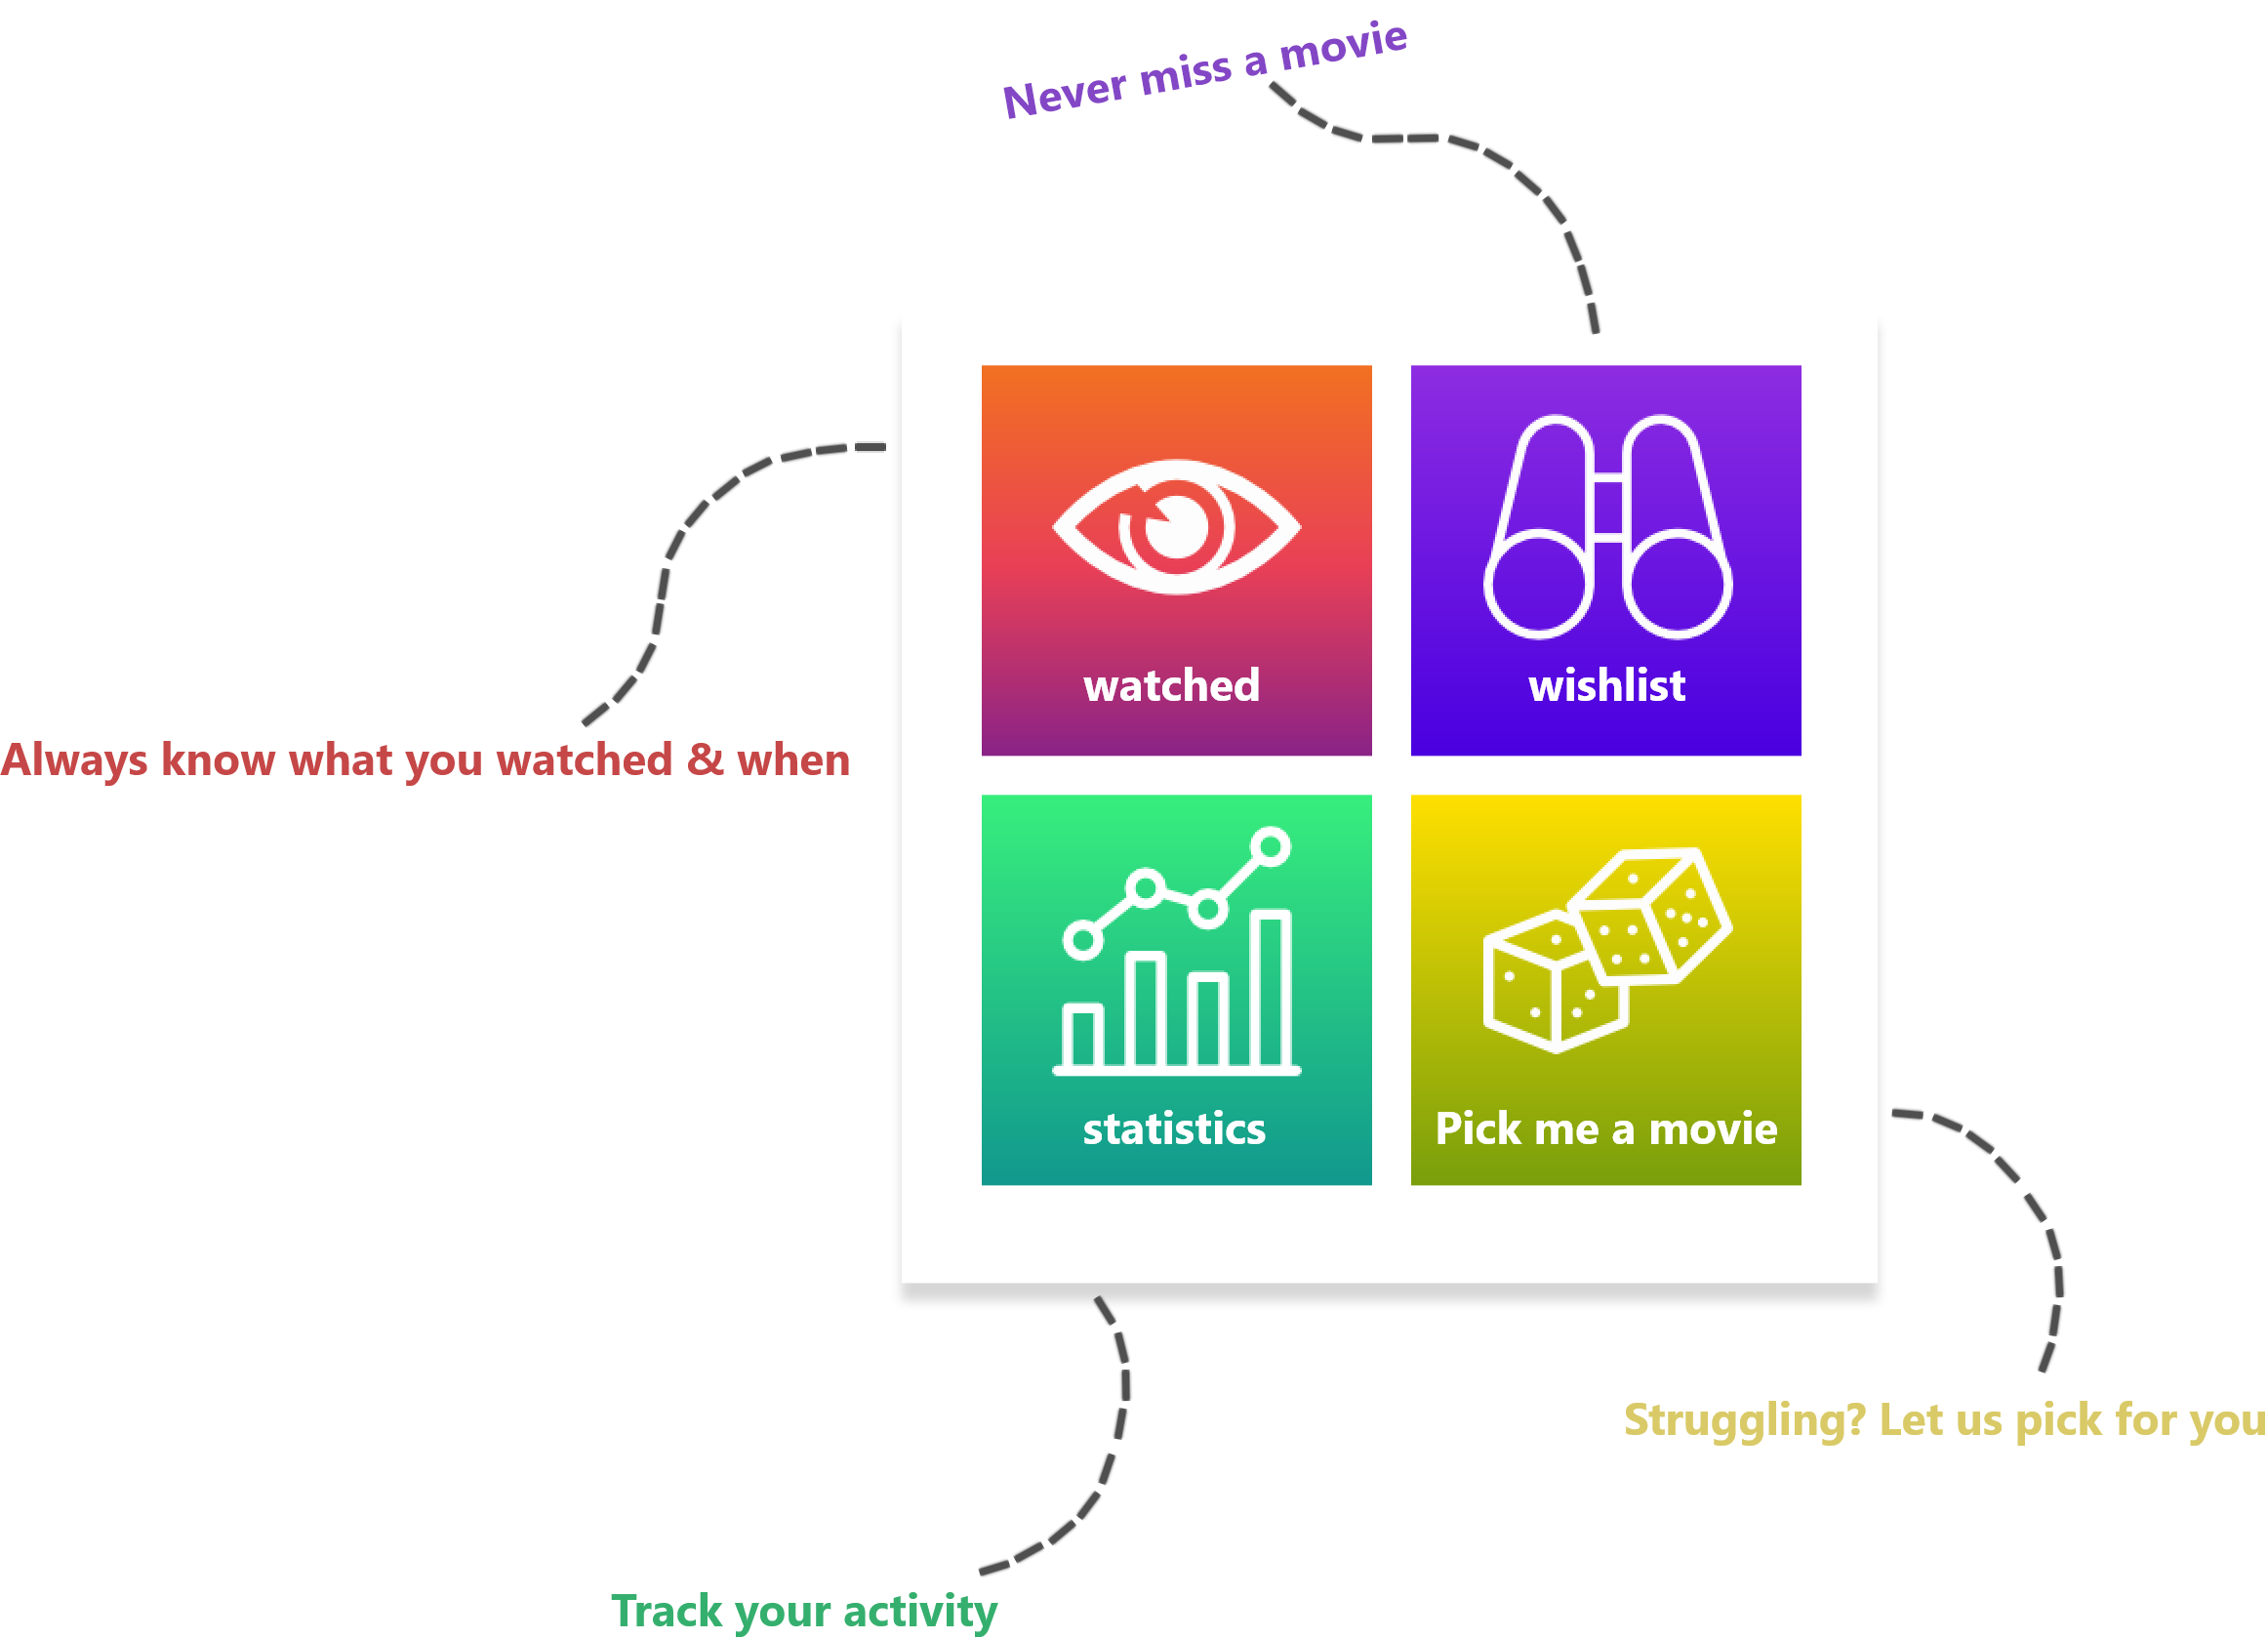 Never miss a movie
watched
wishlist
Always know what you watched & when
statistics
Pick me a movie
Struggling? Let us pick for you
Track your activity